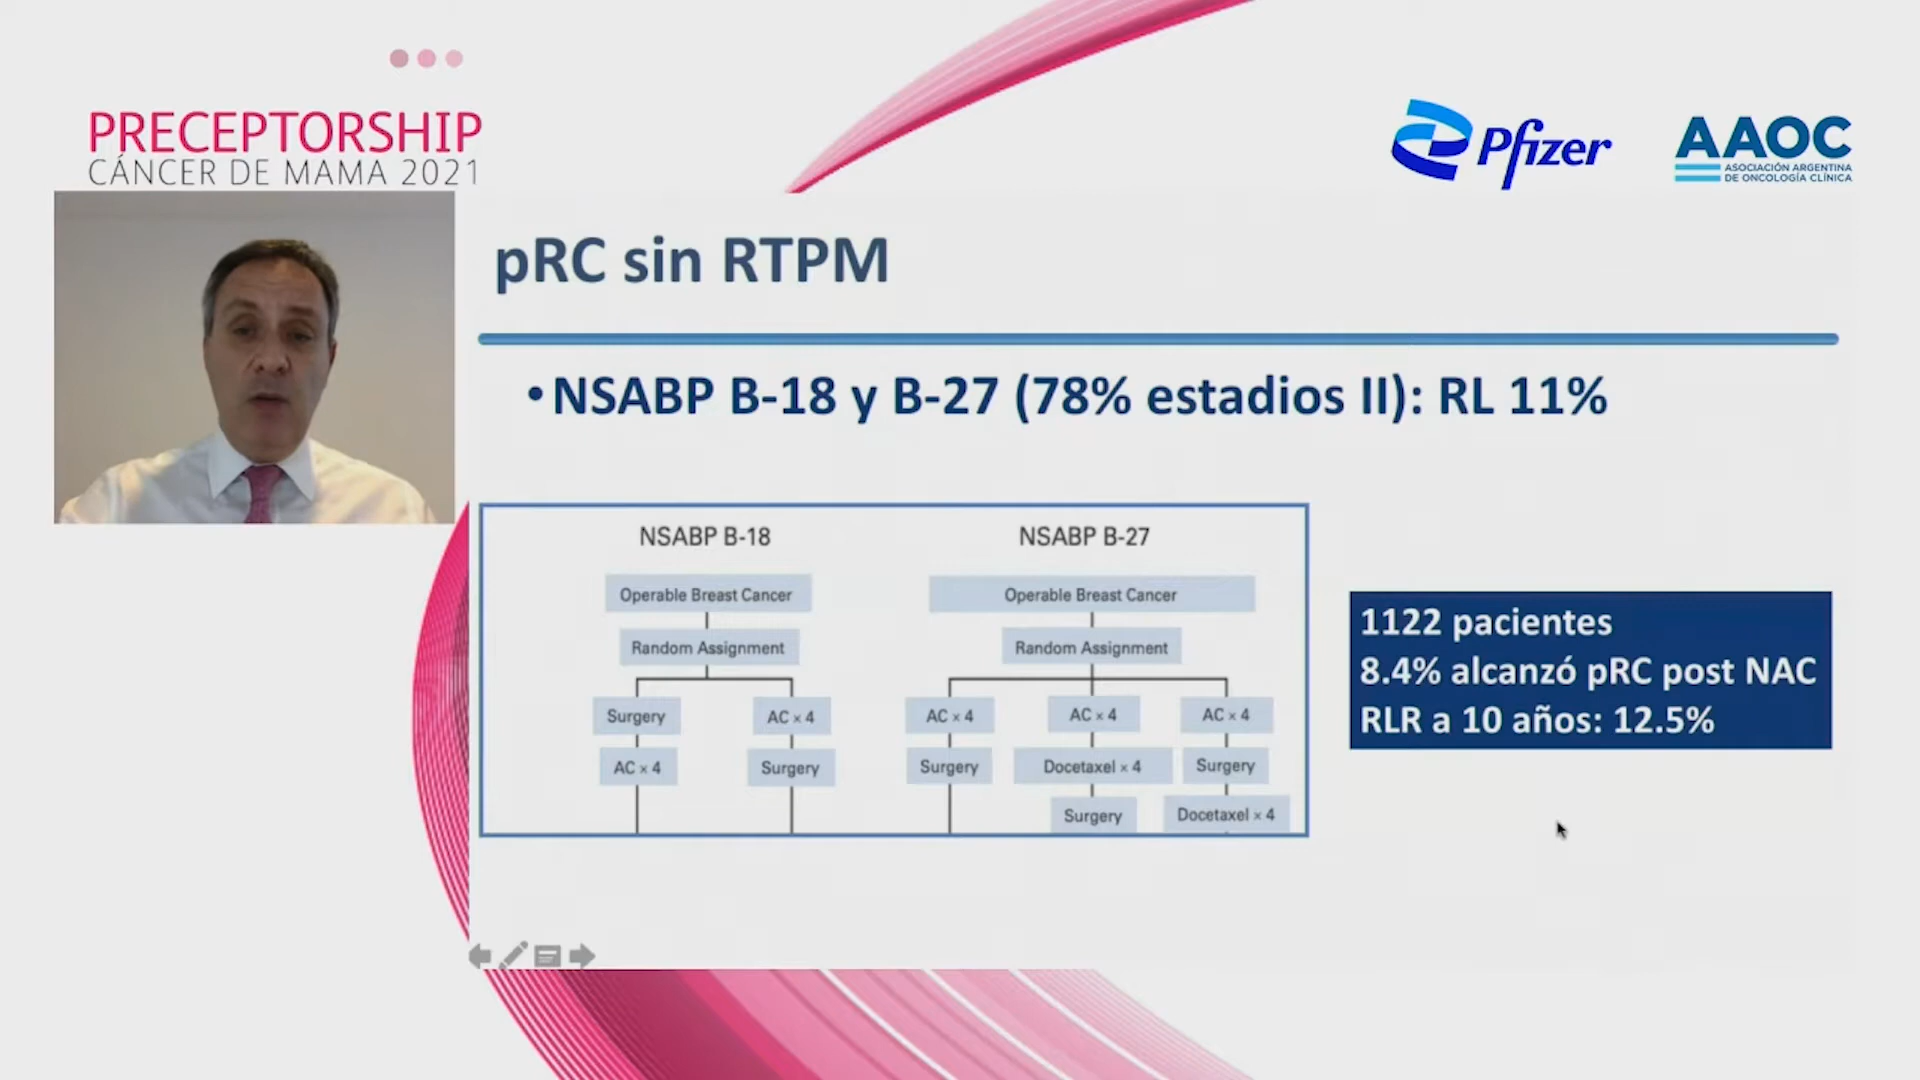 PRECEPTORSHIP
CÁNCER DE MAMA 2021
Pfizer
AAOC
ASOCIACIÓN ARGENTINA
DE ONCOLOGÍA CLÍNICA
pRC sin RTPM
•NSABP B-18 y B-27 (78% estadios II): RL 11%
NSABP B-18
Operable Breast Cancer
Random Assignment
Surgery
AC × 4
AC × 4
Surgery
NSABP B-27
Operable Breast Cancer
Random Assignment
AC × 4
AC × 4
AC × 4
Surgery
Docetaxel × 4
Surgery
Surgery
Docetaxel × 4
1122 pacientes
8.4% alcanzó pRC post NAC
RLR a 10 años: 12.5%